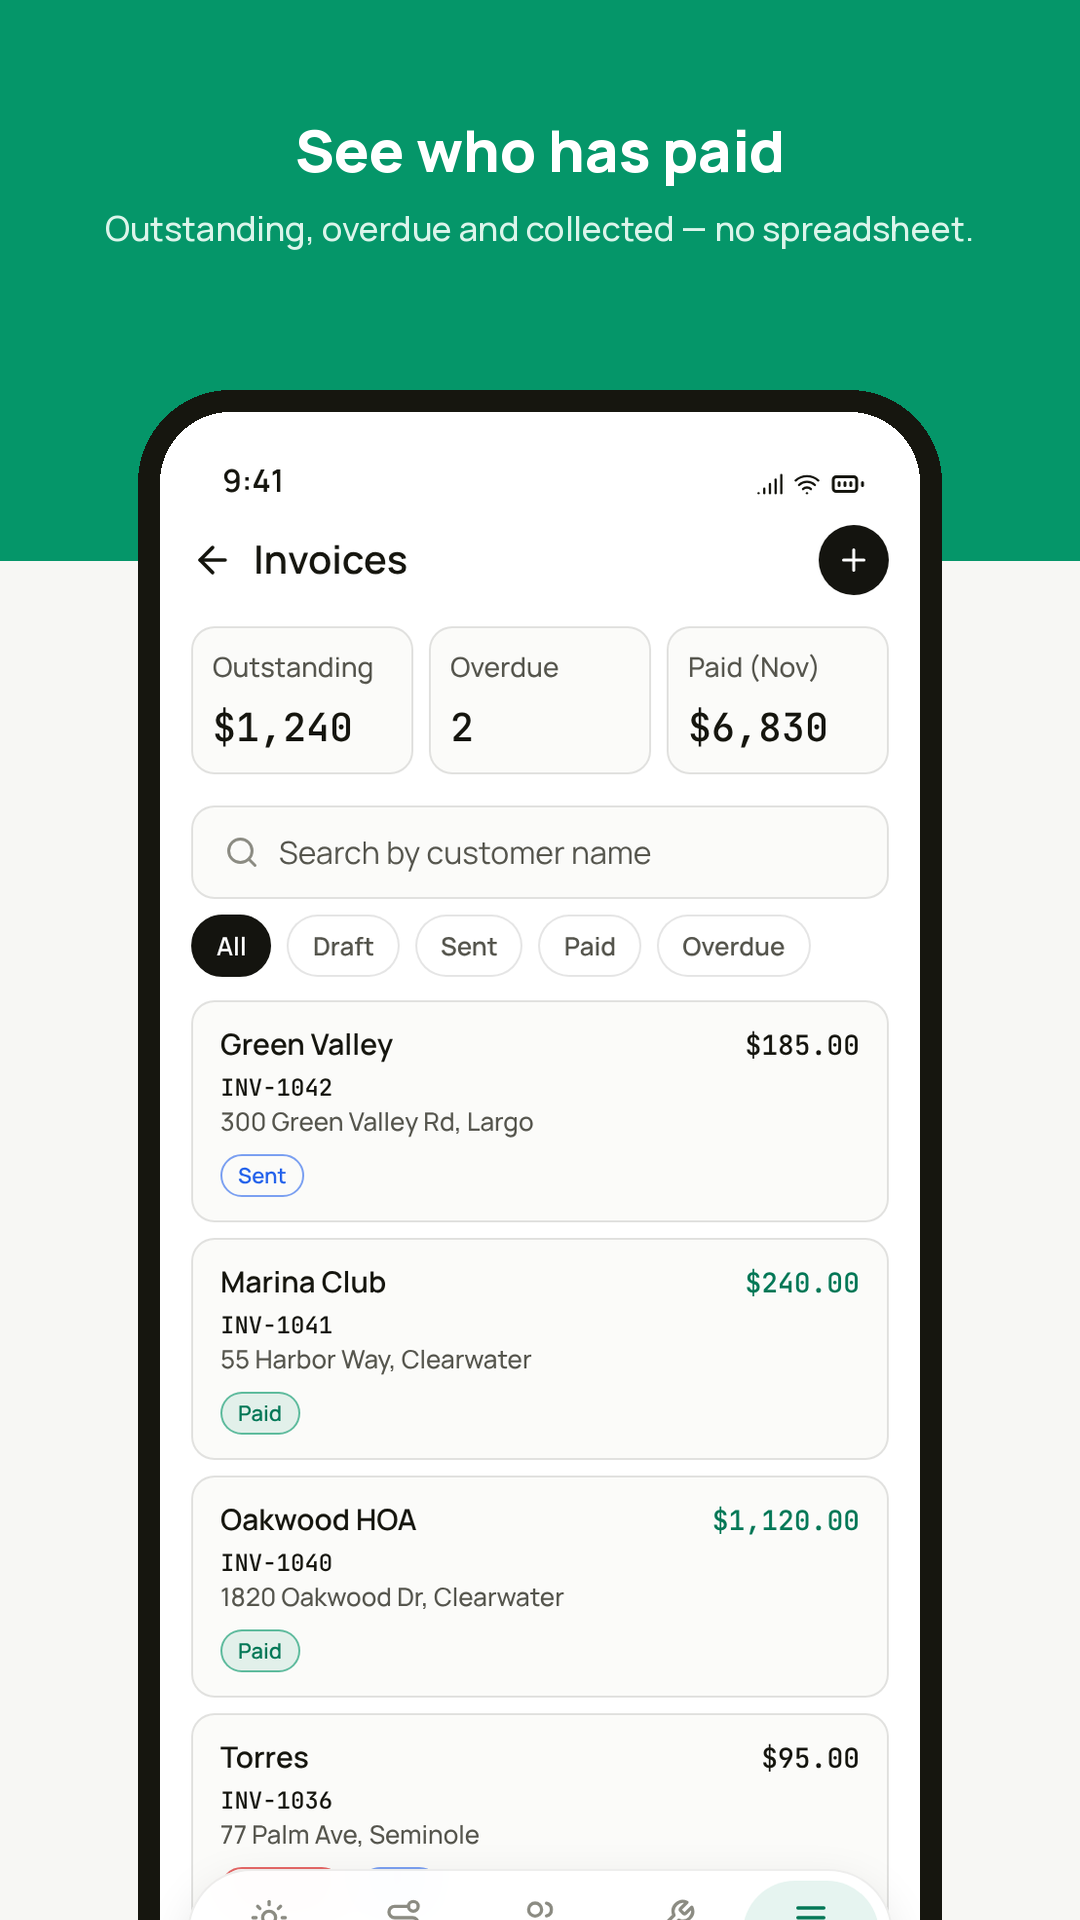 See who has paid
Outstanding, overdue and collected — no spreadsheet.
9:41
Invoices
Outstanding
$1,240
Overdue
2
Paid (Nov)
$6,830
Search by customer name
All Draft Sent Paid Overdue
Green Valley $185.00
INV-1042
300 Green Valley Rd, Largo
Sent
Marina Club $240.00
INV-1041
55 Harbor Way, Clearwater
Paid
Oakwood HOA $1,120.00
INV-1040
1820 Oakwood Dr, Clearwater
Paid
Torres $95.00
INV-1036
77 Palm Ave, Seminole